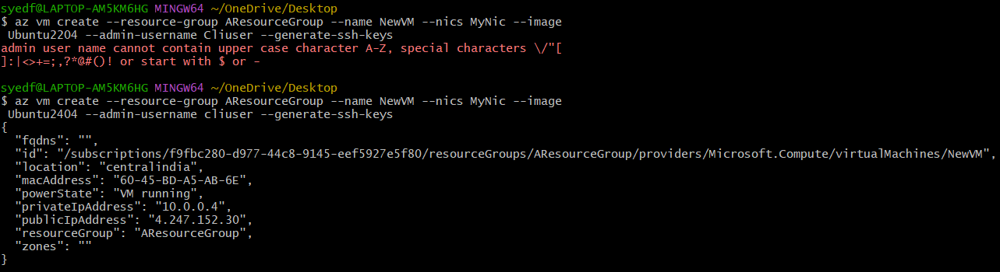 syedf@LAPTOP-AM5KM6HG MINGW64 ~/OneDrive/Desktop
$ az vm create --resource-group AResourceGroup --name NewVM --nics MyNic --image
 Ubuntu2204 --admin-username Cliuser --generate-ssh-keys
admin user name cannot contain upper case character A-Z, special characters \/"[
]:|<>+=;,?*@#()! or start with $ or -
syedf@LAPTOP-AM5KM6HG MINGW64 ~/OneDrive/Desktop
$ az vm create --resource-group AResourceGroup --name NewVM --nics MyNic --image
 Ubuntu2404 --admin-username cliuser --generate-ssh-keys
{
  "fqdns": "",
  "id": "/subscriptions/f9fbc280-d977-44c8-9145-eef5927e5f80/resourceGroups/AResourceGroup/providers/Microsoft.Compute/virtualMachines/NewVM",
  "location": "centralindia",
  "macAddress": "60-45-BD-A5-AB-6E",
  "powerState": "VM running",
  "privateIpAddress": "10.0.0.4",
  "publicIpAddress": "4.247.152.30",
  "resourceGroup": "AResourceGroup",
  "zones": ""
}